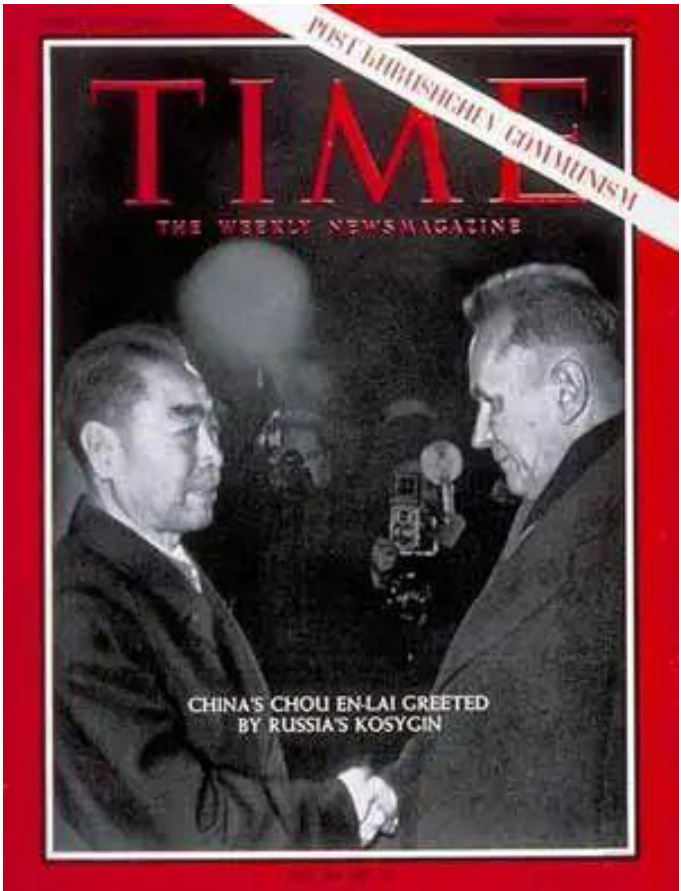 POST-KHRUSHCHEV COMMUNISM
TIME
THE WEEKLY NEWSMAGAZINE
CHINA'S CHOU EN-LAI GREETED
BY RUSSIA'S KOSYGIN